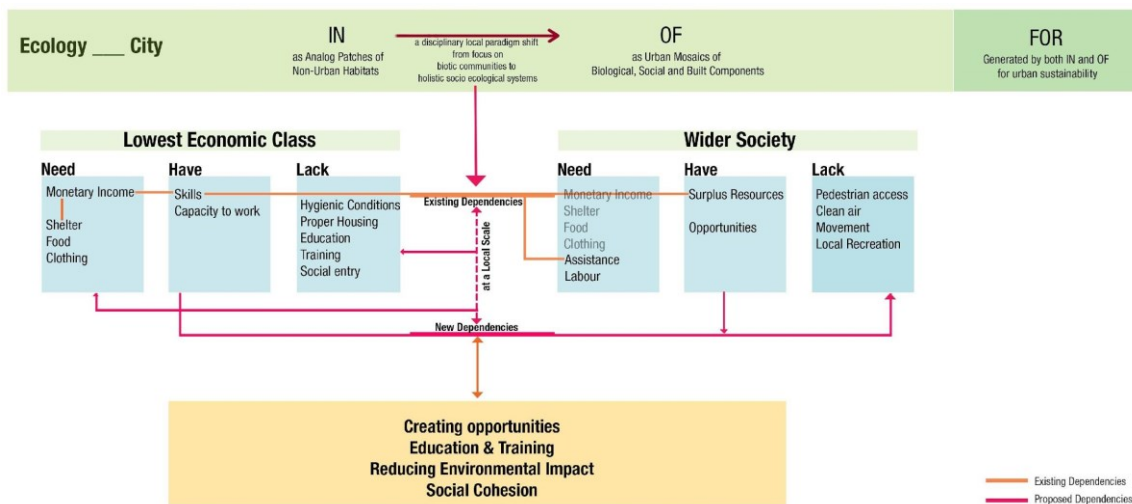 Ecology ___ City
IN
as Analog Patches of
Non-Urban Habitats
a disciplinary local paradigm shift
from focus on
biotic communities to
holistic socio ecological systems
OF
as Urban Mosaics of
Biological, Social and Built Components
FOR
Generated by both IN and OF
for urban sustainability
Lowest Economic Class
Need
Monetary Income
Shelter
Food
Clothing
Have
Skills
Capacity to work
Lack
Hygienic Conditions
Proper Housing
Education
Training
Social entry
Existing Dependencies
at a Local Scale
New Dependencies
Wider Society
Need
Monetary Income
Shelter
Food
Clothing
Assistance
Labour
Have
Surplus Resources
Opportunities
Lack
Pedestrian access
Clean air
Movement
Local Recreation
Creating opportunities
Education & Training
Reducing Environmental Impact
Social Cohesion
Existing Dependencies
Proposed Dependencies